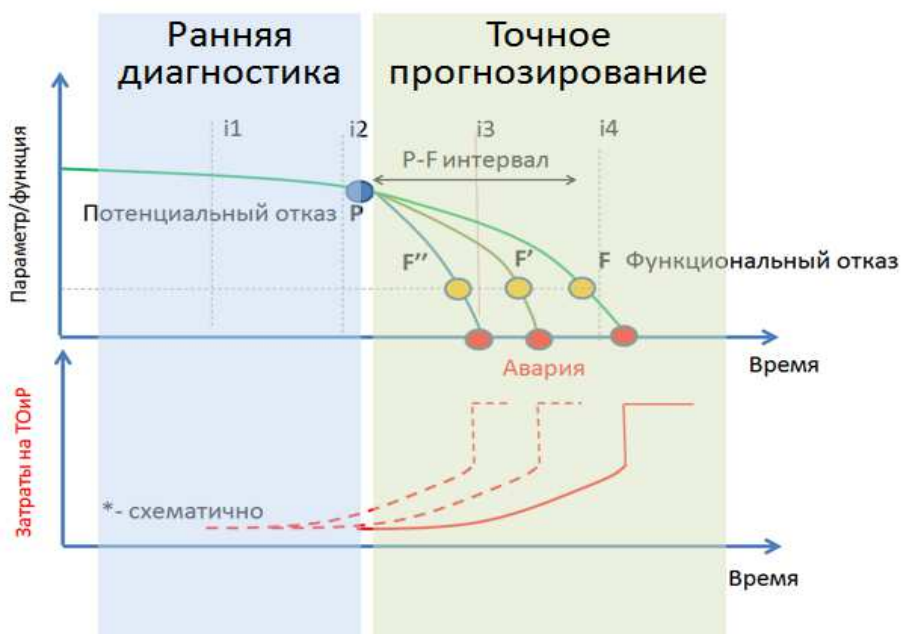 Ранняя
диагностика
Точное
прогнозирование
i1
i2
i3
i4
P-F интервал
Потенциальный отказ P
F''
F'
F Функциональный отказ
Параметр/функция
Время
Авария
Затраты на ТОиР
*- схематично
Время